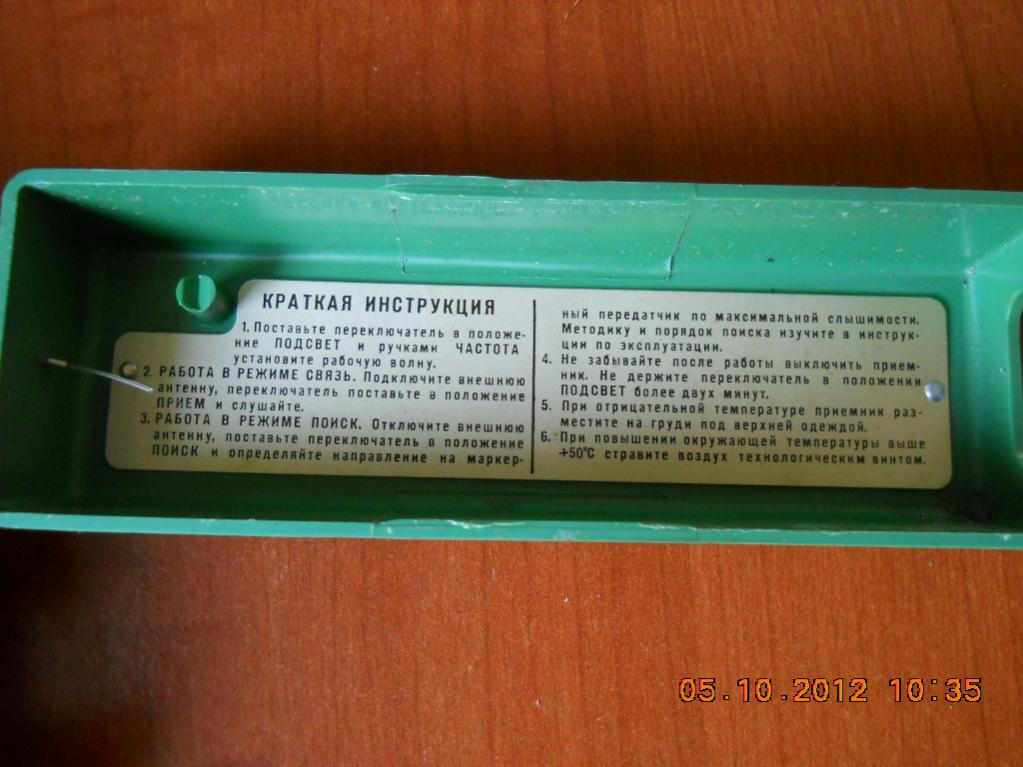 КРАТКАЯ ИНСТРУКЦИЯ
1. Поставьте переключатель в положе-
ние ПОДСВЕТ и ручками ЧАСТОТА
установите рабочую волну.
2. РАБОТА В РЕЖИМЕ СВЯЗЬ. Подключите внешнюю
антенну, переключатель поставьте в положение
ПРИЕМ и слушайте.
3. РАБОТА В РЕЖИМЕ ПОИСК. Отключите внешнюю
антенну, поставьте переключатель в положение
ПОИСК и определяйте направление на маркер-
ный передатчик по максимальной слышимости.
Методику и порядок поиска изучите в инструк-
ции по эксплуатации.
4. Не забывайте после работы выключить прием-
ник. Не держите переключатель в положении
ПОДСВЕТ более двух минут.
5. При отрицательной температуре приемник раз-
местите на груди под верхней одеждой.
6. При повышении окружающей температуры выше
+50°С стравите воздух технологическим винтом.
05.10.2012 10:35